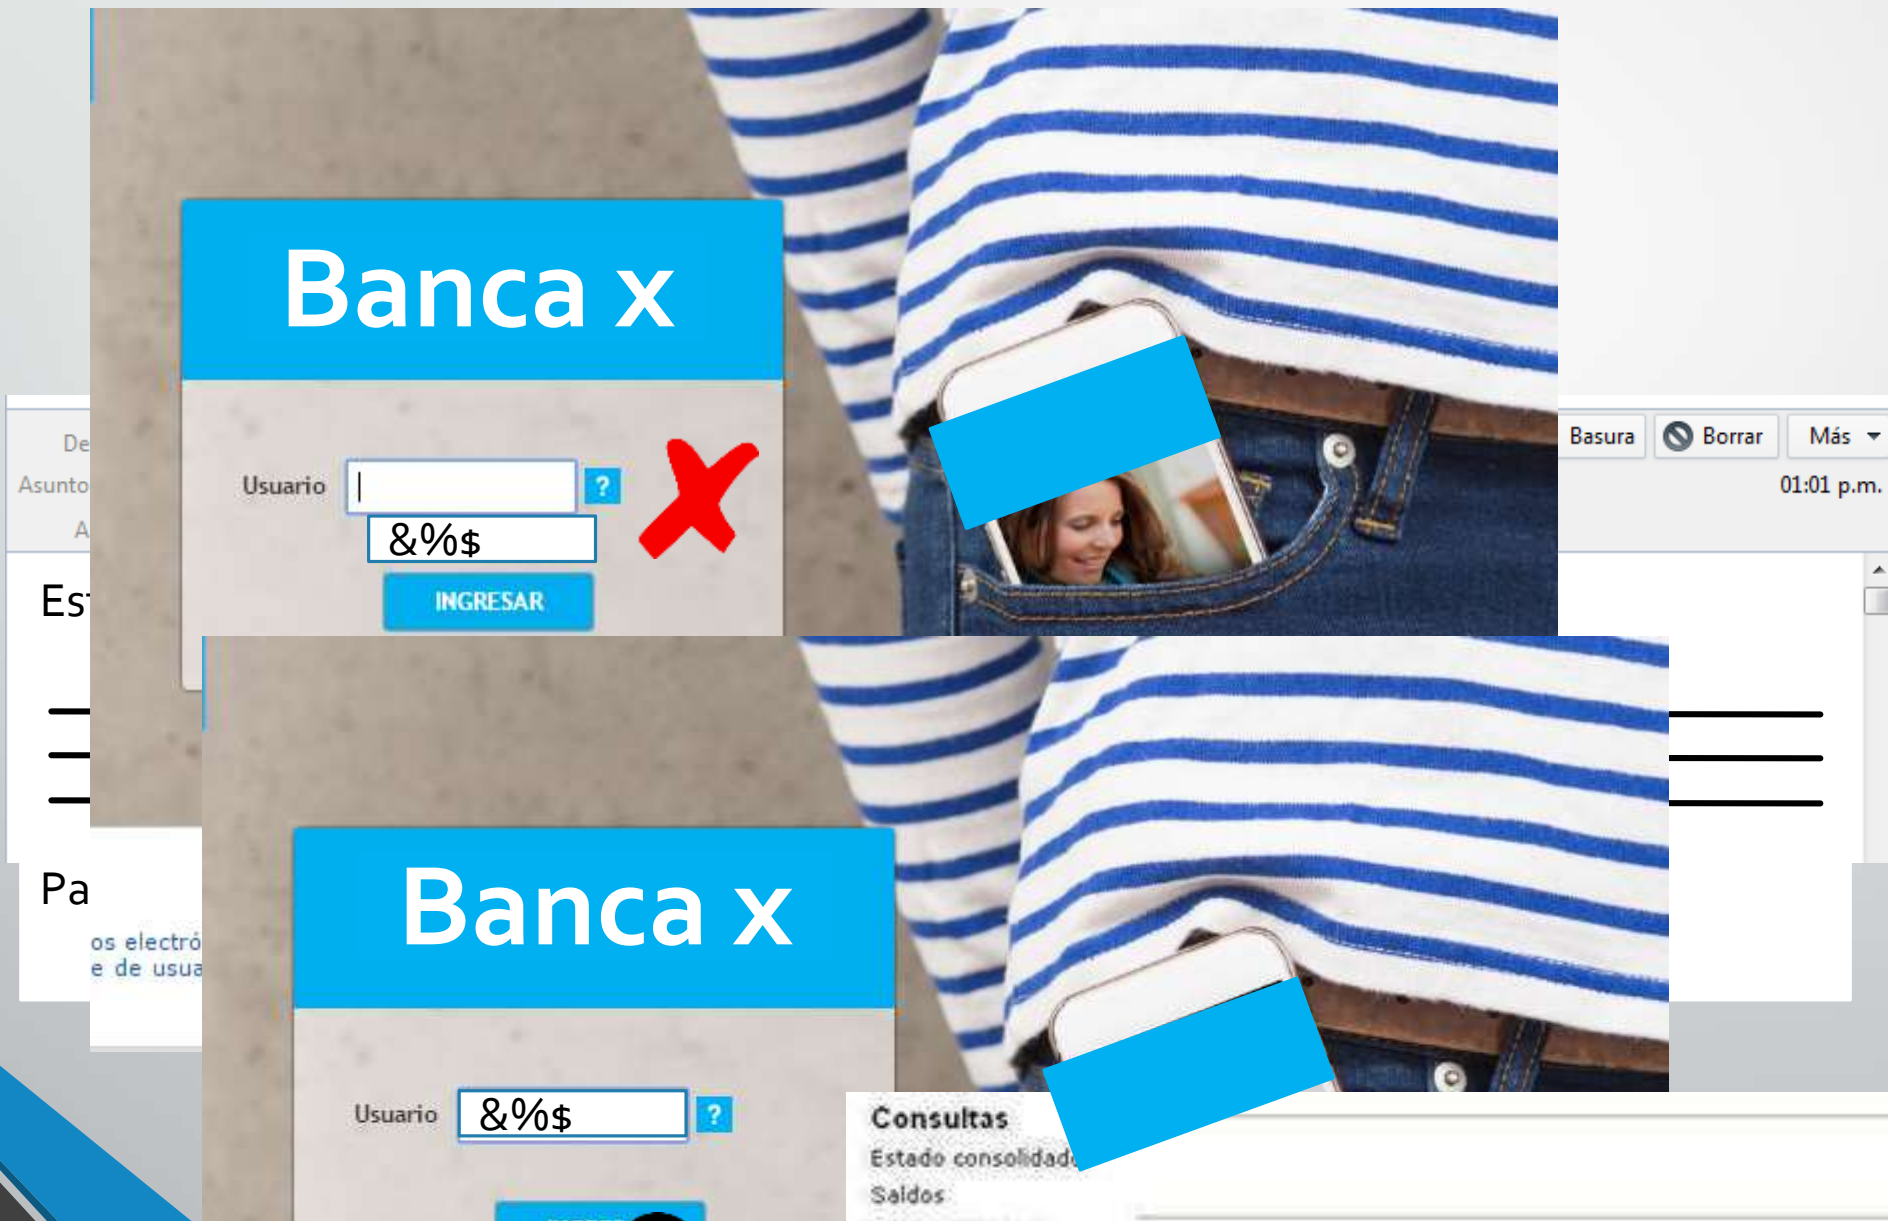 Banca x
De
Basura
Borrar
Más
Asunto
01:01 p.m.
Usuario
?
A
&%$
INGRESAR
Es
Pa
Banca x
os electró
e de usua
Usuario
&%$
?
Consultas
Estado consolidad
Saldos